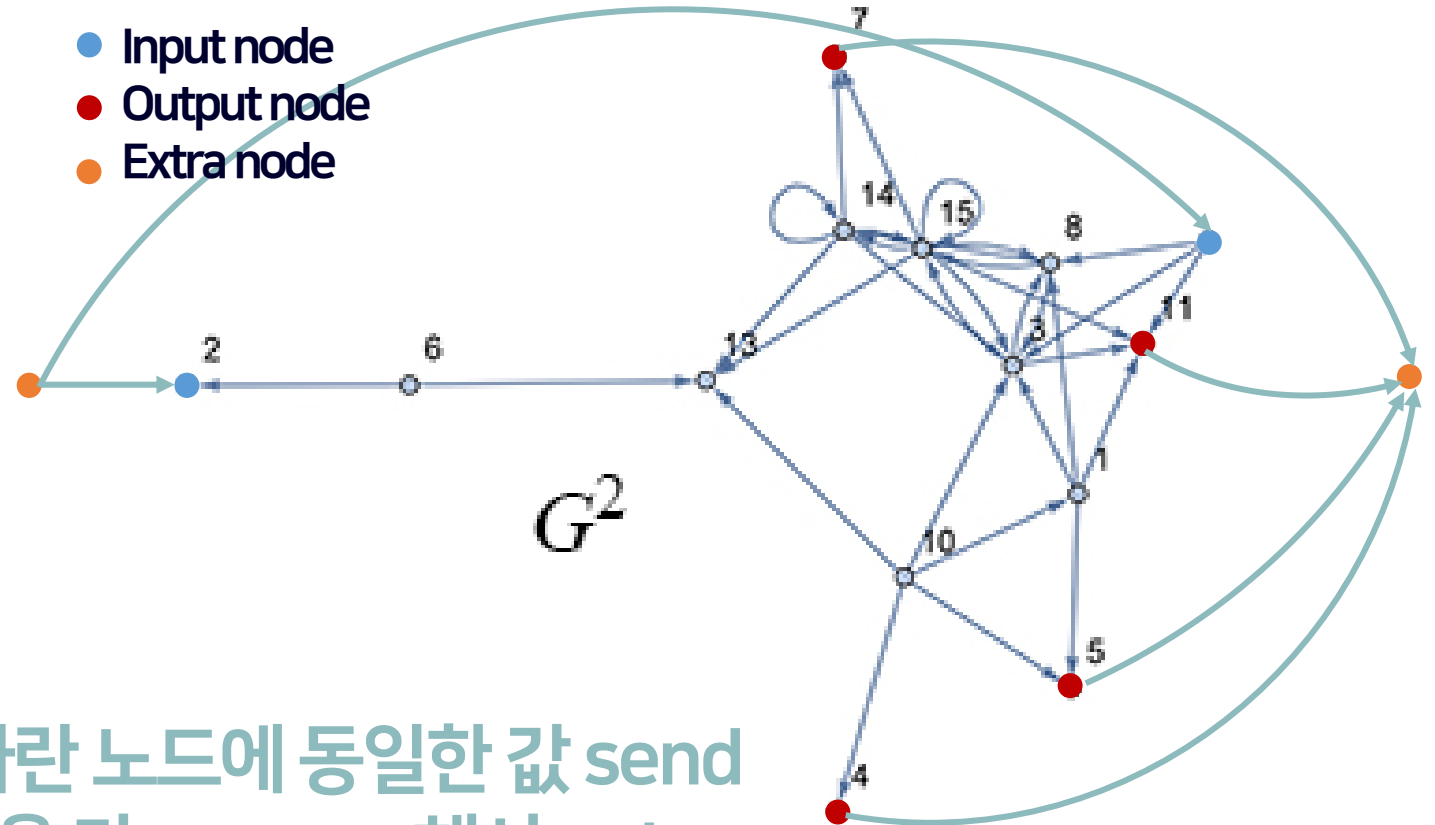 Input node
Output node
Extra node
7
14
15
8
11
3
2
6
13
1
10
5
4
G²
노드에 동일한 값 send